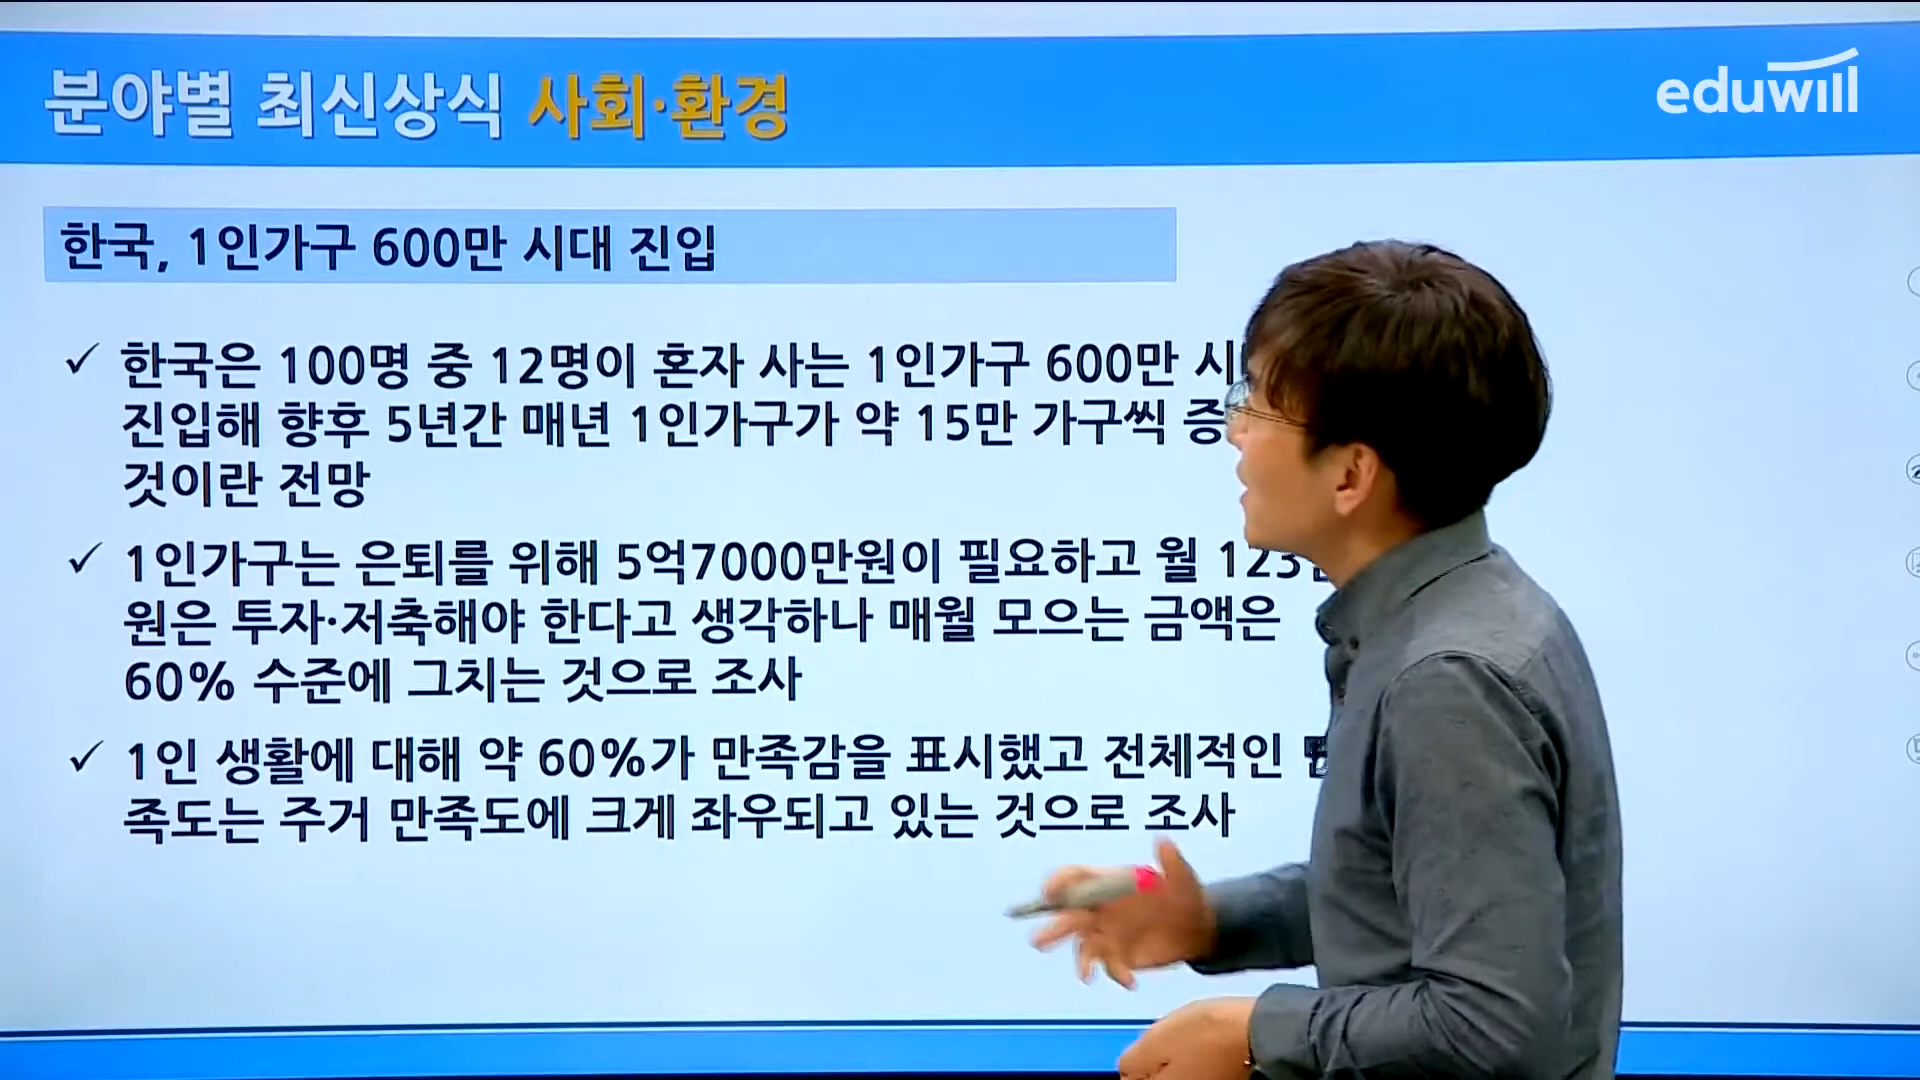 분야별 최신상식 사회·환경
eduwill
한국, 1인가구 600만 시대 진입
✓ 한국은 100명 중 12명이 혼자 사는 1인가구 600만
진입해 향후 5년간 매년 1인가구가 약 15만 가구씩
것이란 전망
✓ 1인가구는 은퇴를 위해 5억7000만원이 필요하고 월
원은 투자·저축해야 한다고 생각하나 매월 모으는 금액은
60% 수준에 그치는 것으로 조사
✓ 1인 생활에 대해 약 60%가 만족감을 표시했고 전체적인
족도는 주거 만족도에 크게 좌우되고 있는 것으로 조사